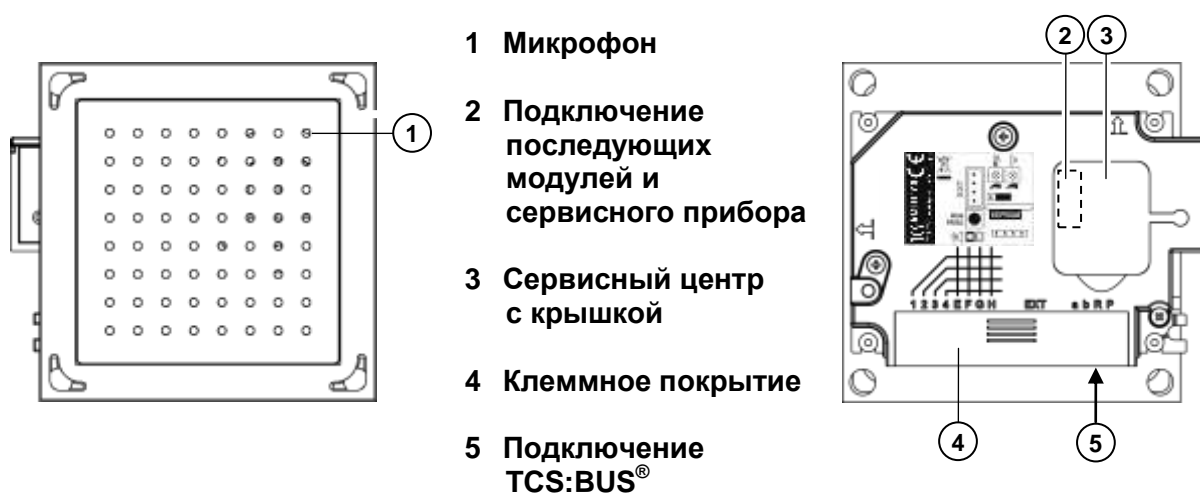 1 Микрофон
2 Подключение
последующих
модулей и
сервисного прибора
3 Сервисный центр
с крышкой
4 Клеммное покрытие
5 Подключение
TCS:BUS®
1
2 3
1 2 3 4 E F G H EXT a b R P
4 5